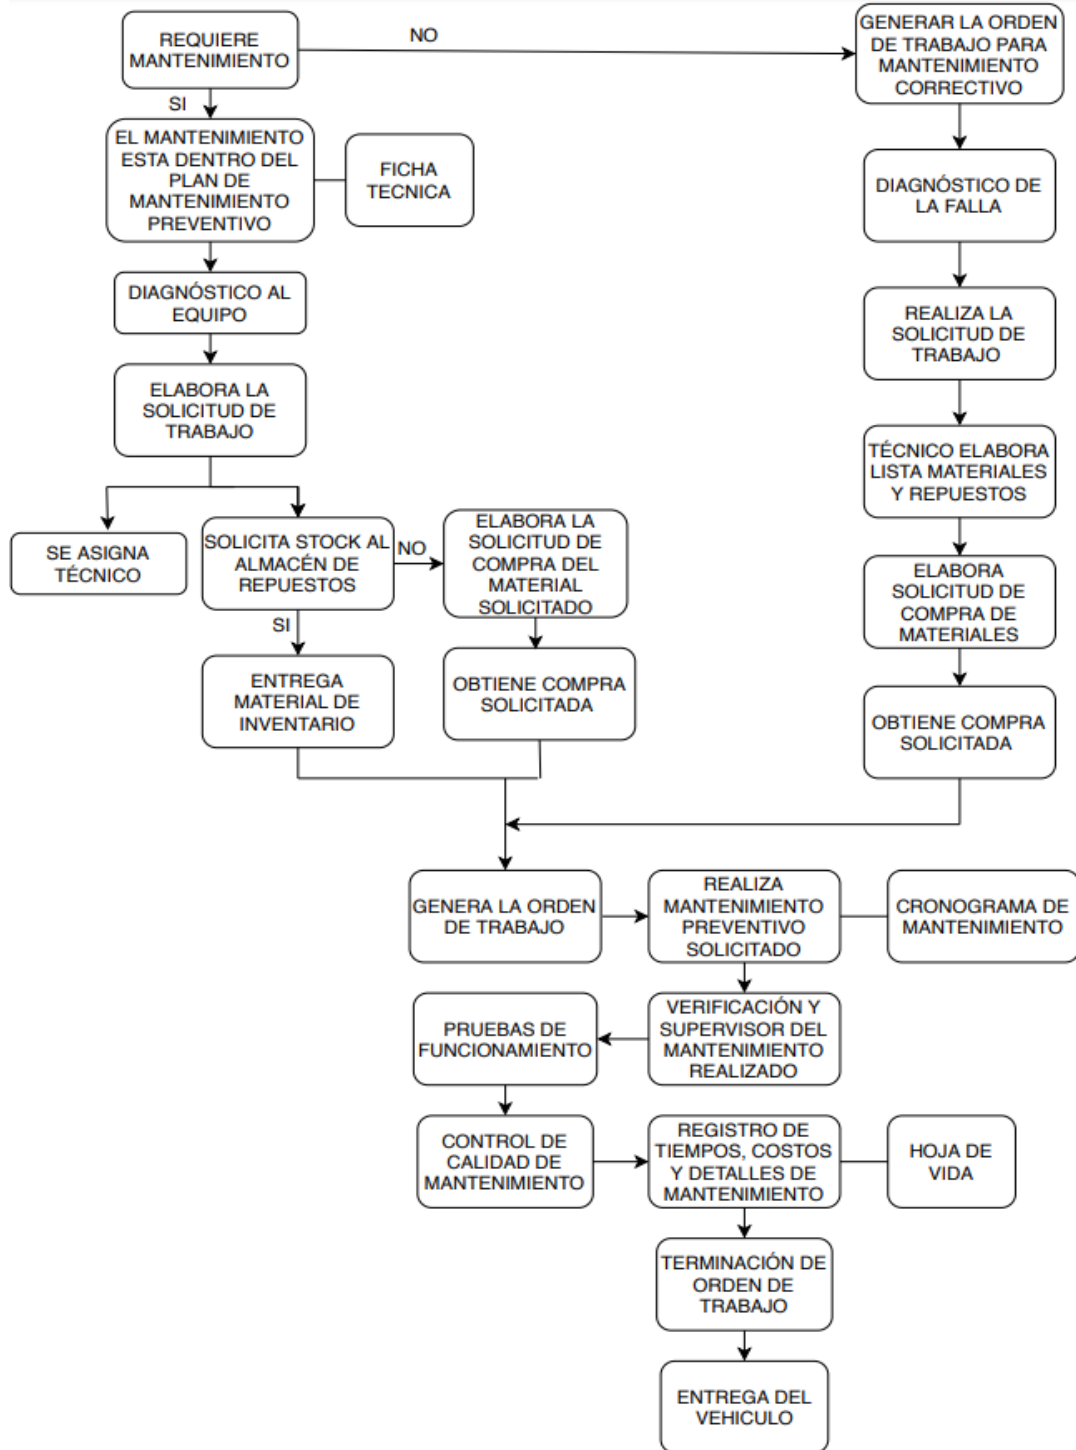 REQUIERE
MANTENIMIENTO
NO
GENERAR LA ORDEN
DE TRABAJO PARA
MANTENIMIENTO
CORRECTIVO
SI
EL MANTENIMIENTO
ESTA DENTRO DEL
PLAN DE
MANTENIMIENTO
PREVENTIVO
FICHA
TECNICA
DIAGNÓSTICO DE
LA FALLA
DIAGNÓSTICO AL
EQUIPO
REALIZA LA
SOLICITUD DE
TRABAJO
ELABORA LA
SOLICITUD DE
TRABAJO
TÉCNICO ELABORA
LISTA MATERIALES
Y REPUESTOS
SE ASIGNA
TÉCNICO
SOLICITA STOCK AL
ALMACÉN DE
REPUESTOS
NO
ELABORA LA
SOLICITUD DE
COMPRA DEL
MATERIAL
SOLICITADO
ELABORA
SOLICITUD DE
COMPRA DE
MATERIALES
SI
ENTREGA
MATERIAL DE
INVENTARIO
OBTIENE COMPRA
SOLICITADA
OBTIENE COMPRA
SOLICITADA
GENERA LA ORDEN
DE TRABAJO
REALIZA
MANTENIMIENTO
PREVENTIVO
SOLICITADO
CRONOGRAMA DE
MANTENIMIENTO
PRUEBAS DE
FUNCIONAMIENTO
VERIFICACIÓN Y
SUPERVISOR DEL
MANTENIMIENTO
REALIZADO
CONTROL DE
CALIDAD DE
MANTENIMIENTO
REGISTRO DE
TIEMPOS, COSTOS
Y DETALLES DE
MANTENIMIENTO
HOJA DE
VIDA
TERMINACIÓN DE
ORDEN DE
TRABAJO
ENTREGA DEL
VEHICULO